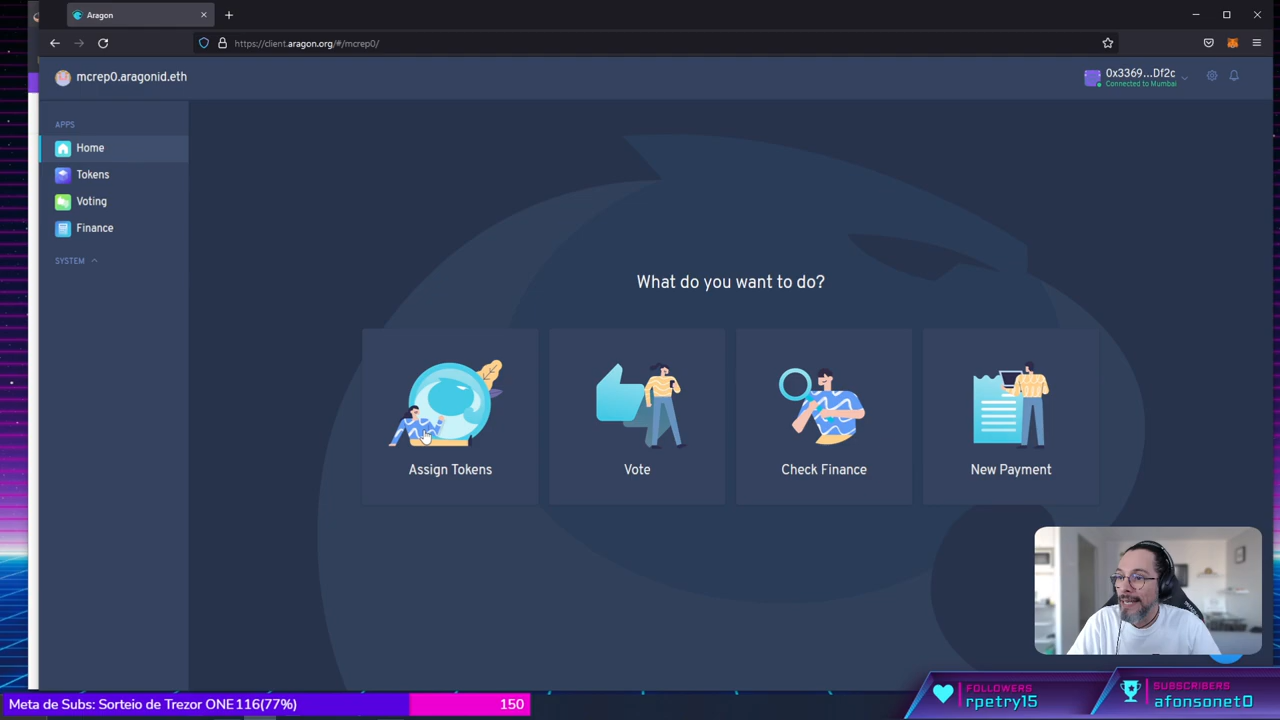 Aragon
https://client.aragon.org/#/mcrep0/
mcrep0.aragonid.eth
0x3369...Df2c
Connected to Mumbai
APPS
Home
Tokens
Voting
Finance
SYSTEM
What do you want to do?
Assign Tokens
Vote
Check Finance
New Payment
Meta de Subs: Sorteio de Trezor ONE 116 (77%)
150
FOLLOWERS
rpetry15
SUBSCRIBERS
afonsonet0